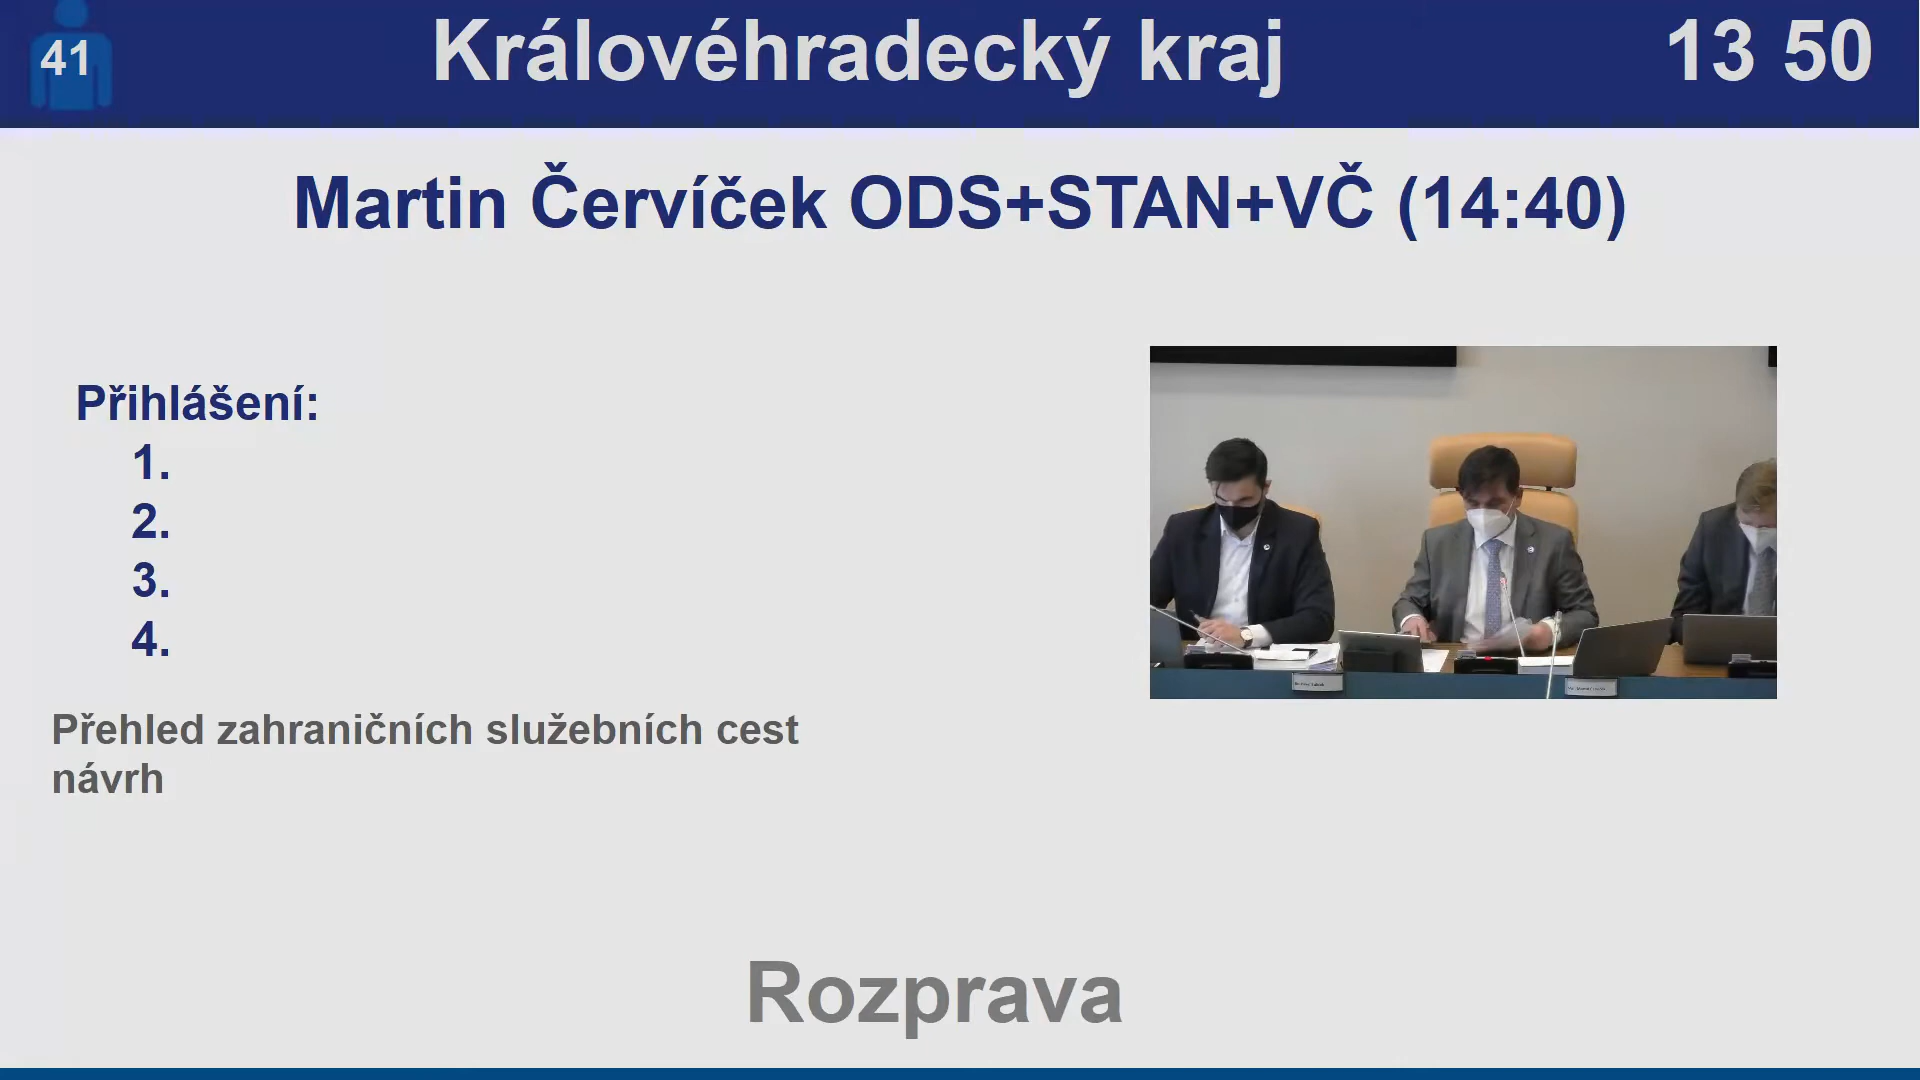 41
Královéhradecký kraj
13 50
Martin Červíček ODS+STAN+VČ (14:40)
Přihlášení:
1.
2.
3.
4.
Přehled zahraničních služebních cest
návrh
Rozprava